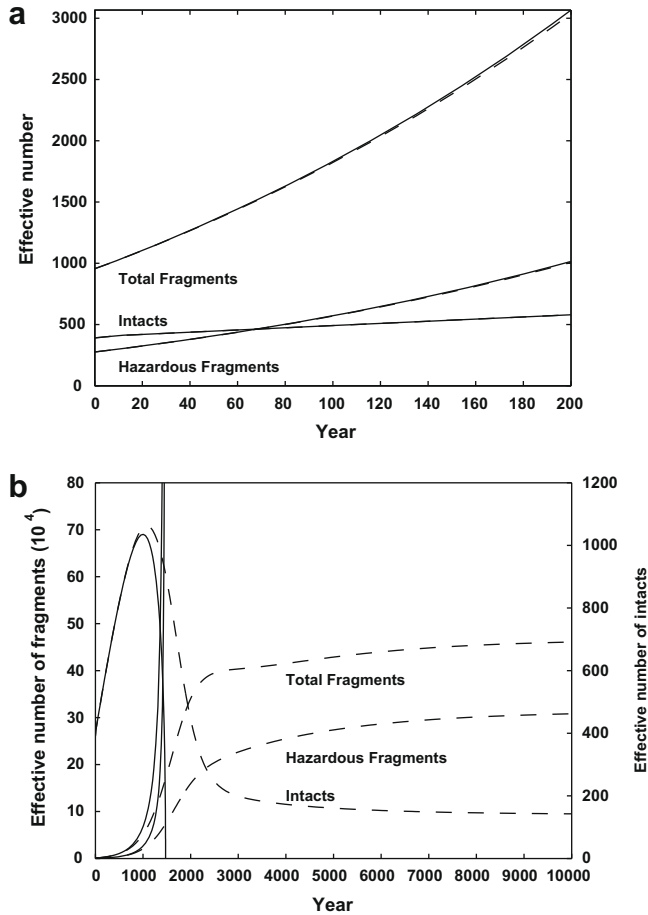 a
3000
2500
2000
1500
1000
500
0
Effective number
Total Fragments
Intacts
Hazardous Fragments
0 20 40 60 80 100 120 140 160 180 200
Year
b
80
70
60
50
40
30
20
10
0
Effective number of fragments (10 4)
1200
1000
800
600
400
200
0
Effective number of intacts
Total Fragments
Hazardous Fragments
Intacts
0 1000 2000 3000 4000 5000 6000 7000 8000 9000 10000
Year